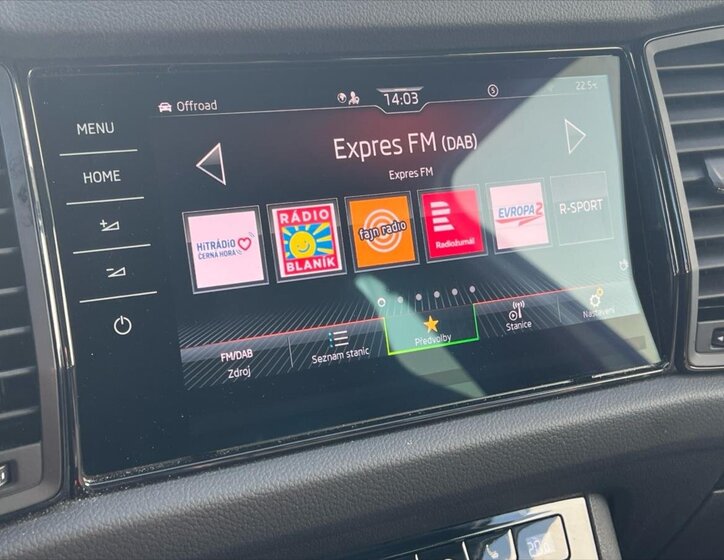 Offroad
14:03
S
22.5°C
MENU
HOME
Expres FM (DAB)
Expres FM
HiTRÁDiO
ČERNÁ HORA
RÁDIO
BLANÍK
fajn radio
Radiožurnál
EVROPA 2
R-SPORT
FM/DAB
Zdroj
Seznam stanic
Předvolby
Stanice
Nastavení